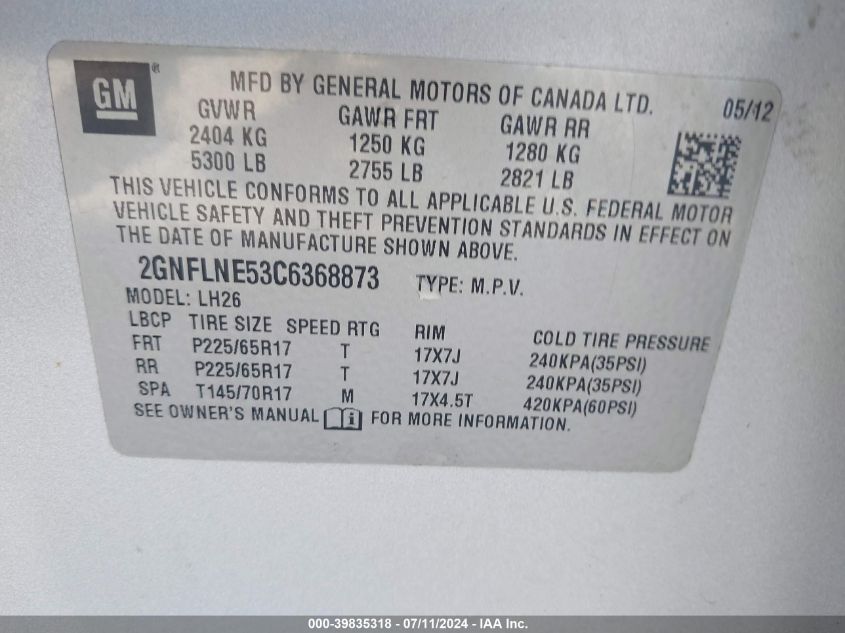 GM®
MFD BY GENERAL MOTORS OF CANADA LTD. 05/12
GVWR GAWR FRT GAWR RR
2404 KG 1250 KG 1280 KG
5300 LB 2755 LB 2821 LB
THIS VEHICLE CONFORMS TO ALL APPLICABLE U.S. FEDERAL MOTOR
VEHICLE SAFETY AND THEFT PREVENTION STANDARDS IN EFFECT ON
THE DATE OF MANUFACTURE SHOWN ABOVE.
2GNFLNE53C6368873 TYPE: M.P.V.
MODEL: LH26
LBCP TIRE SIZE SPEED RTG RIM COLD TIRE PRESSURE
FRT P225/65R17 T 17X7J 240KPA(35PSI)
RR P225/65R17 T 17X7J 240KPA(35PSI)
SPA T145/70R17 M 17X4.5T 420KPA(60PSI)
SEE OWNER'S MANUAL i FOR MORE INFORMATION.
000-39835318 - 07/11/2024 - IAA Inc.